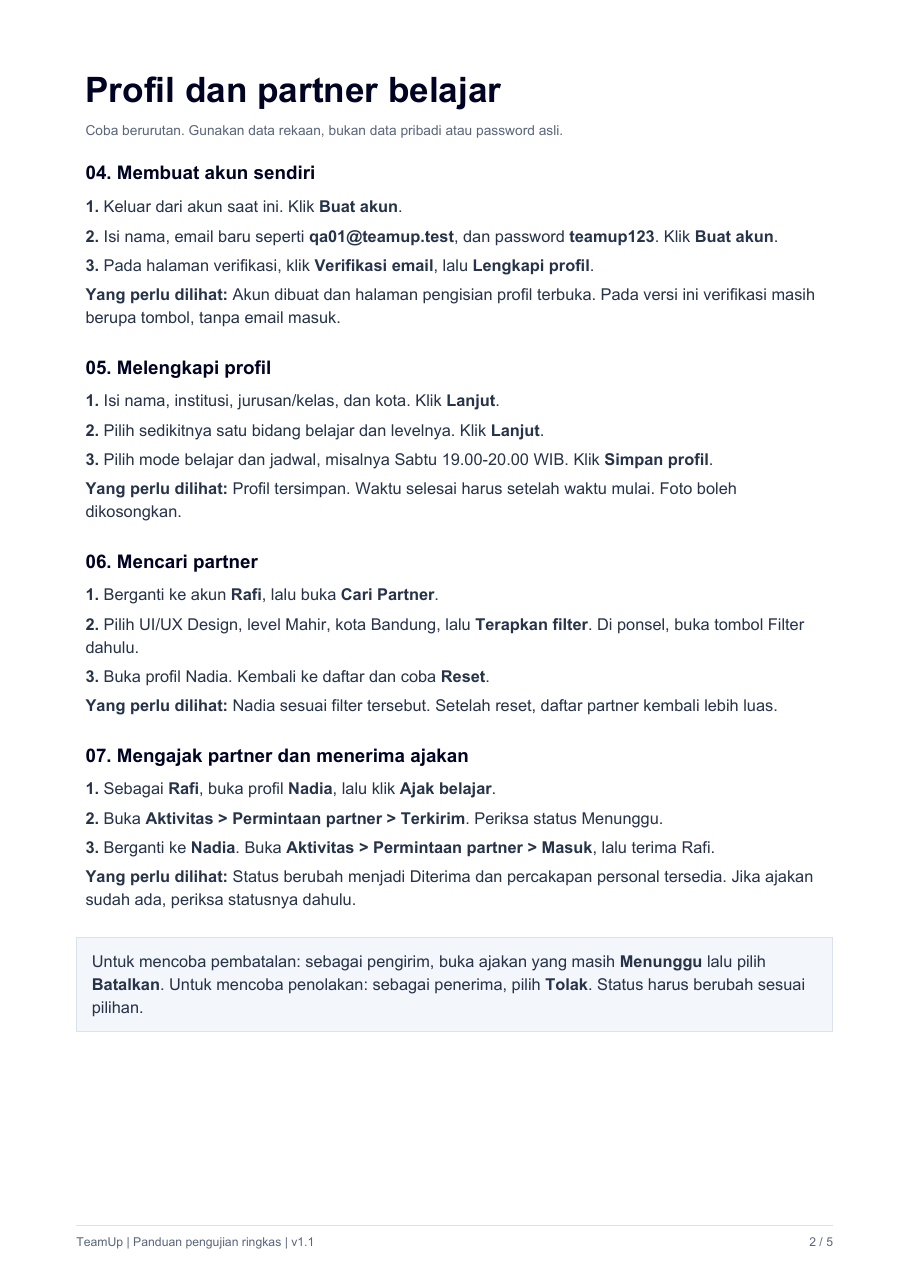 Profil dan partner belajar
Coba berurutan. Gunakan data rekaan, bukan data pribadi atau password asli.
04. Membuat akun sendiri
1. Keluar dari akun saat ini. Klik Buat akun.
2. Isi nama, email baru seperti qa01@teamup.test, dan password teamup123. Klik Buat akun.
3. Pada halaman verifikasi, klik Verifikasi email, lalu Lengkapi profil.
Yang perlu dilihat: Akun dibuat dan halaman pengisian profil terbuka. Pada versi ini verifikasi masih
berupa tombol, tanpa email masuk.
05. Melengkapi profil
1. Isi nama, institusi, jurusan/kelas, dan kota. Klik Lanjut.
2. Pilih sedikitnya satu bidang belajar dan levelnya. Klik Lanjut.
3. Pilih mode belajar dan jadwal, misalnya Sabtu 19.00-20.00 WIB. Klik Simpan profil.
Yang perlu dilihat: Profil tersimpan. Waktu selesai harus setelah waktu mulai. Foto boleh
dikosongkan.
06. Mencari partner
1. Berganti ke akun Rafi, lalu buka Cari Partner.
2. Pilih UI/UX Design, level Mahir, kota Bandung, lalu Terapkan filter. Di ponsel, buka tombol Filter
dahulu.
3. Buka profil Nadia. Kembali ke daftar dan coba Reset.
Yang perlu dilihat: Nadia sesuai filter tersebut. Setelah reset, daftar partner kembali lebih luas.
07. Mengajak partner dan menerima ajakan
1. Sebagai Rafi, buka profil Nadia, lalu klik Ajak belajar.
2. Buka Aktivitas > Permintaan partner > Terkirim. Periksa status Menunggu.
3. Berganti ke Nadia. Buka Aktivitas > Permintaan partner > Masuk, lalu terima Rafi.
Yang perlu dilihat: Status berubah menjadi Diterima dan percakapan personal tersedia. Jika ajakan
sudah ada, periksa statusnya dahulu.
Untuk mencoba pembatalan: sebagai pengirim, buka ajakan yang masih Menunggu lalu pilih
Batalkan. Untuk mencoba penolakan: sebagai penerima, pilih Tolak. Status harus berubah sesuai
pilihan.
TeamUp | Panduan pengujian ringkas | v1.1
2 / 5